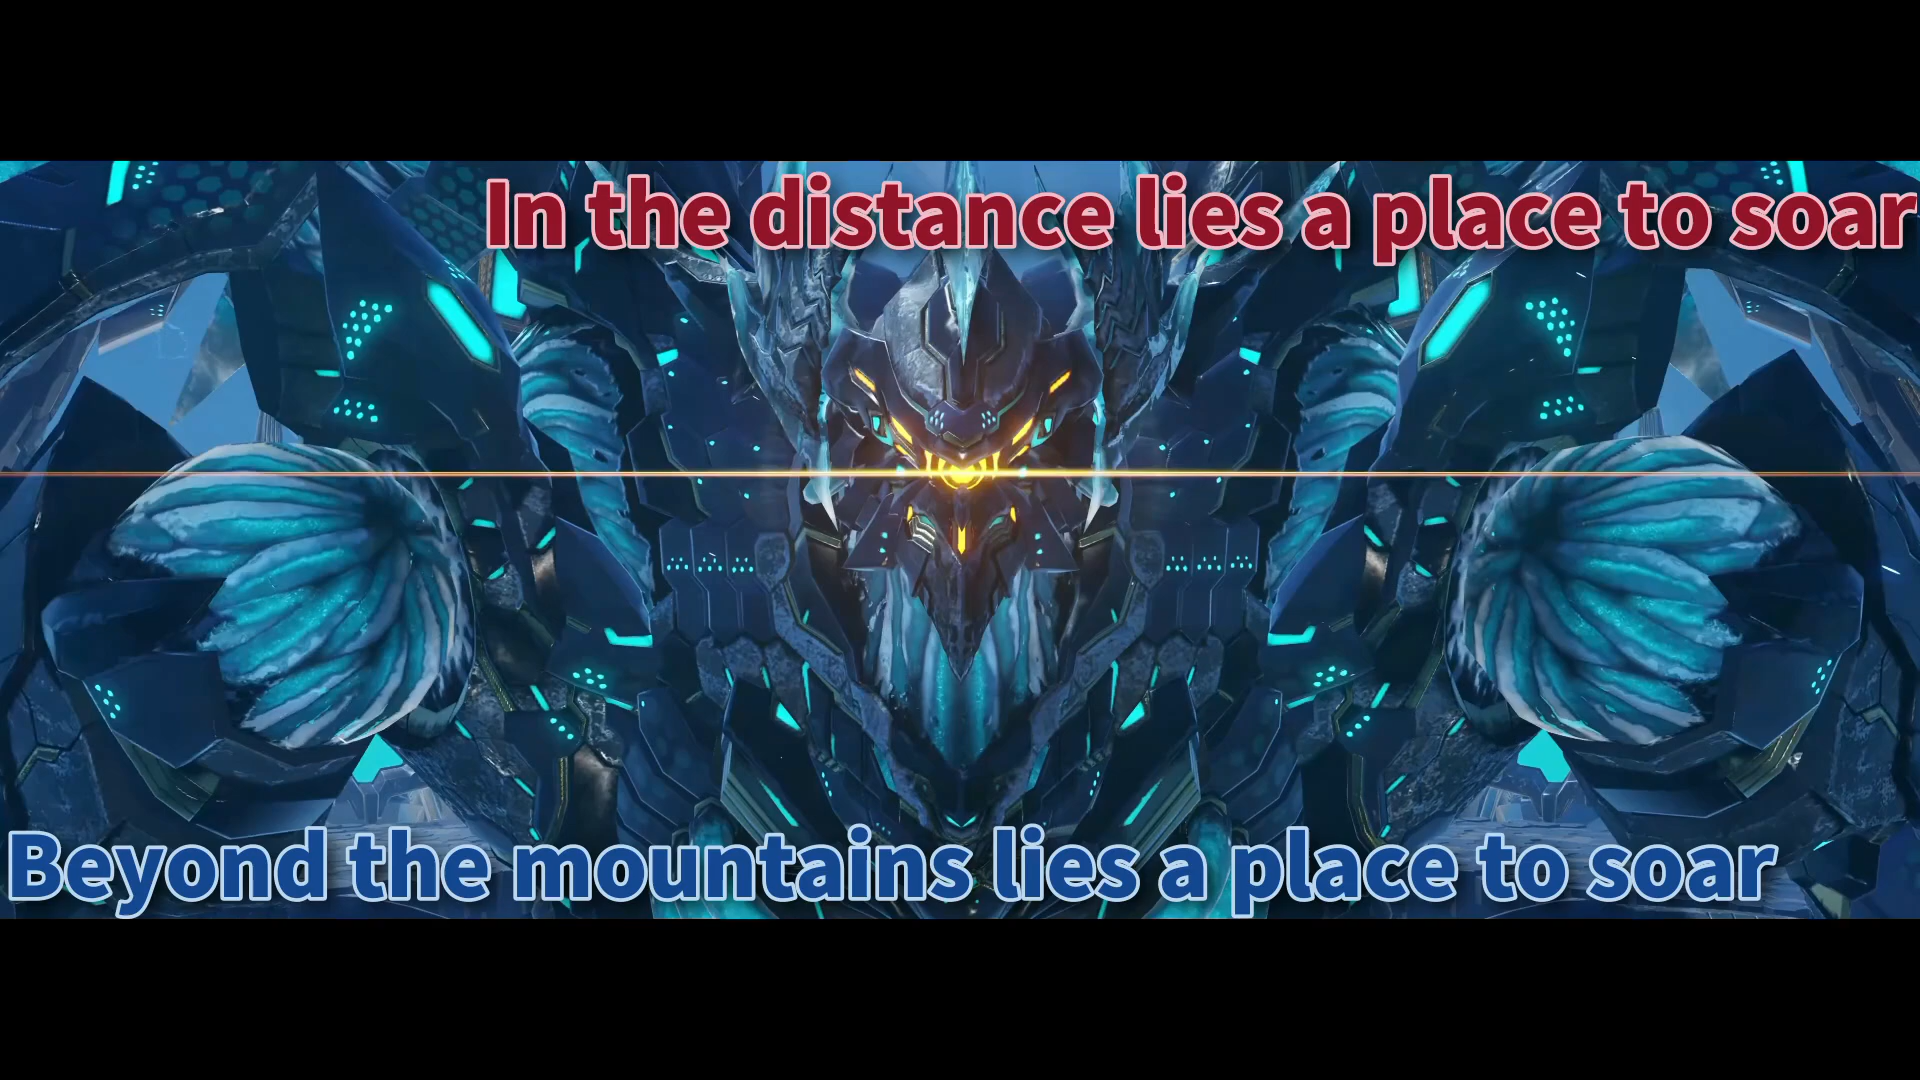 In the distance lies a place to soar
Beyond the mountains lies a place to soar